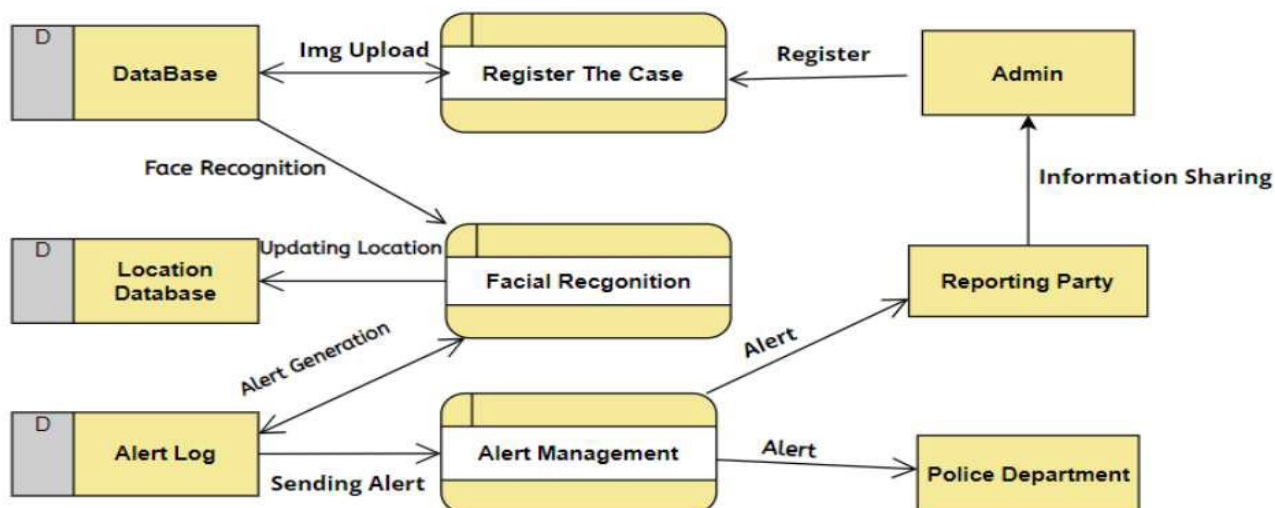 D
DataBase
Img Upload
Register The Case
Register
Admin
Face Recognition
Information Sharing
D
Location
Database
Updating Location
Facial Recgonition
Reporting Party
Alert Generation
Alert
D
Alert Log
Sending Alert
Alert Management
Alert
Police Department